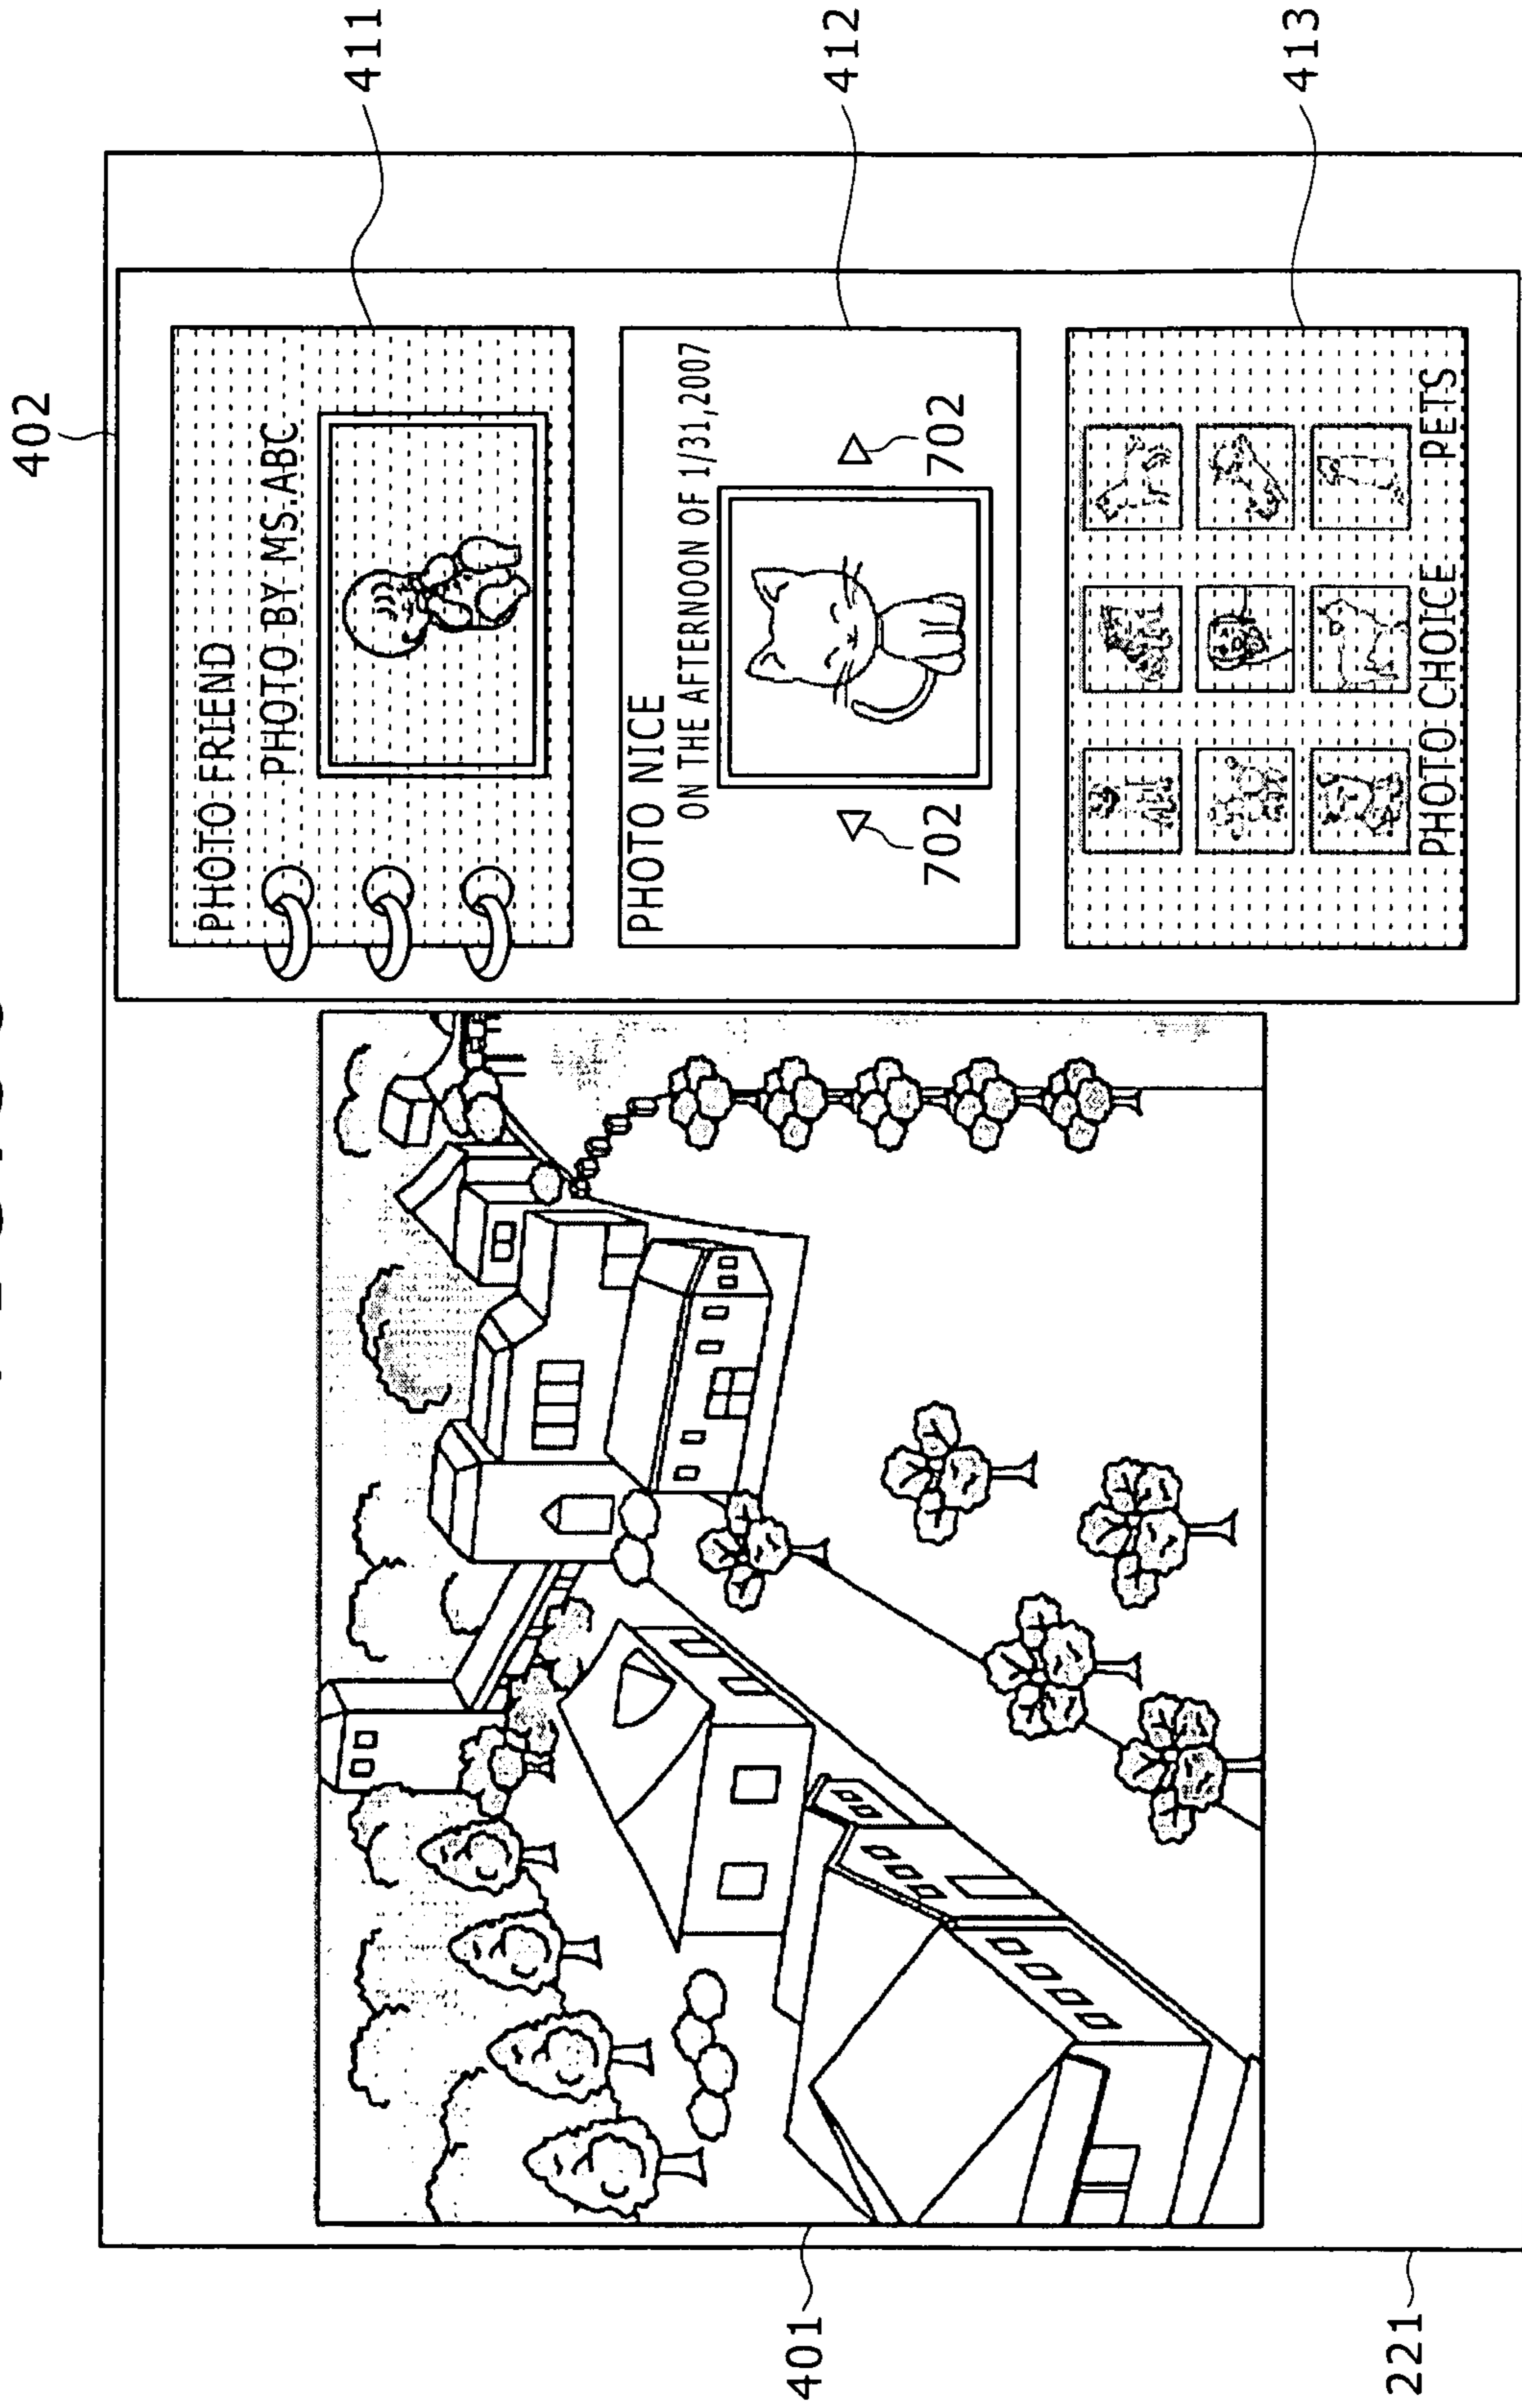 402
PHOTO FRIEND
PHOTO BY MS.ABC
411
PHOTO NICE
ON THE AFTERNOON OF 1/31,2007
702
702
412
PHOTO CHOICE PETS
413
401
221